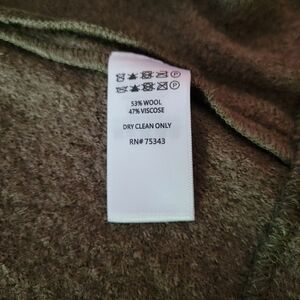 53% WOOL
47% VISCOSE
DRY CLEAN ONLY
RN# 75343